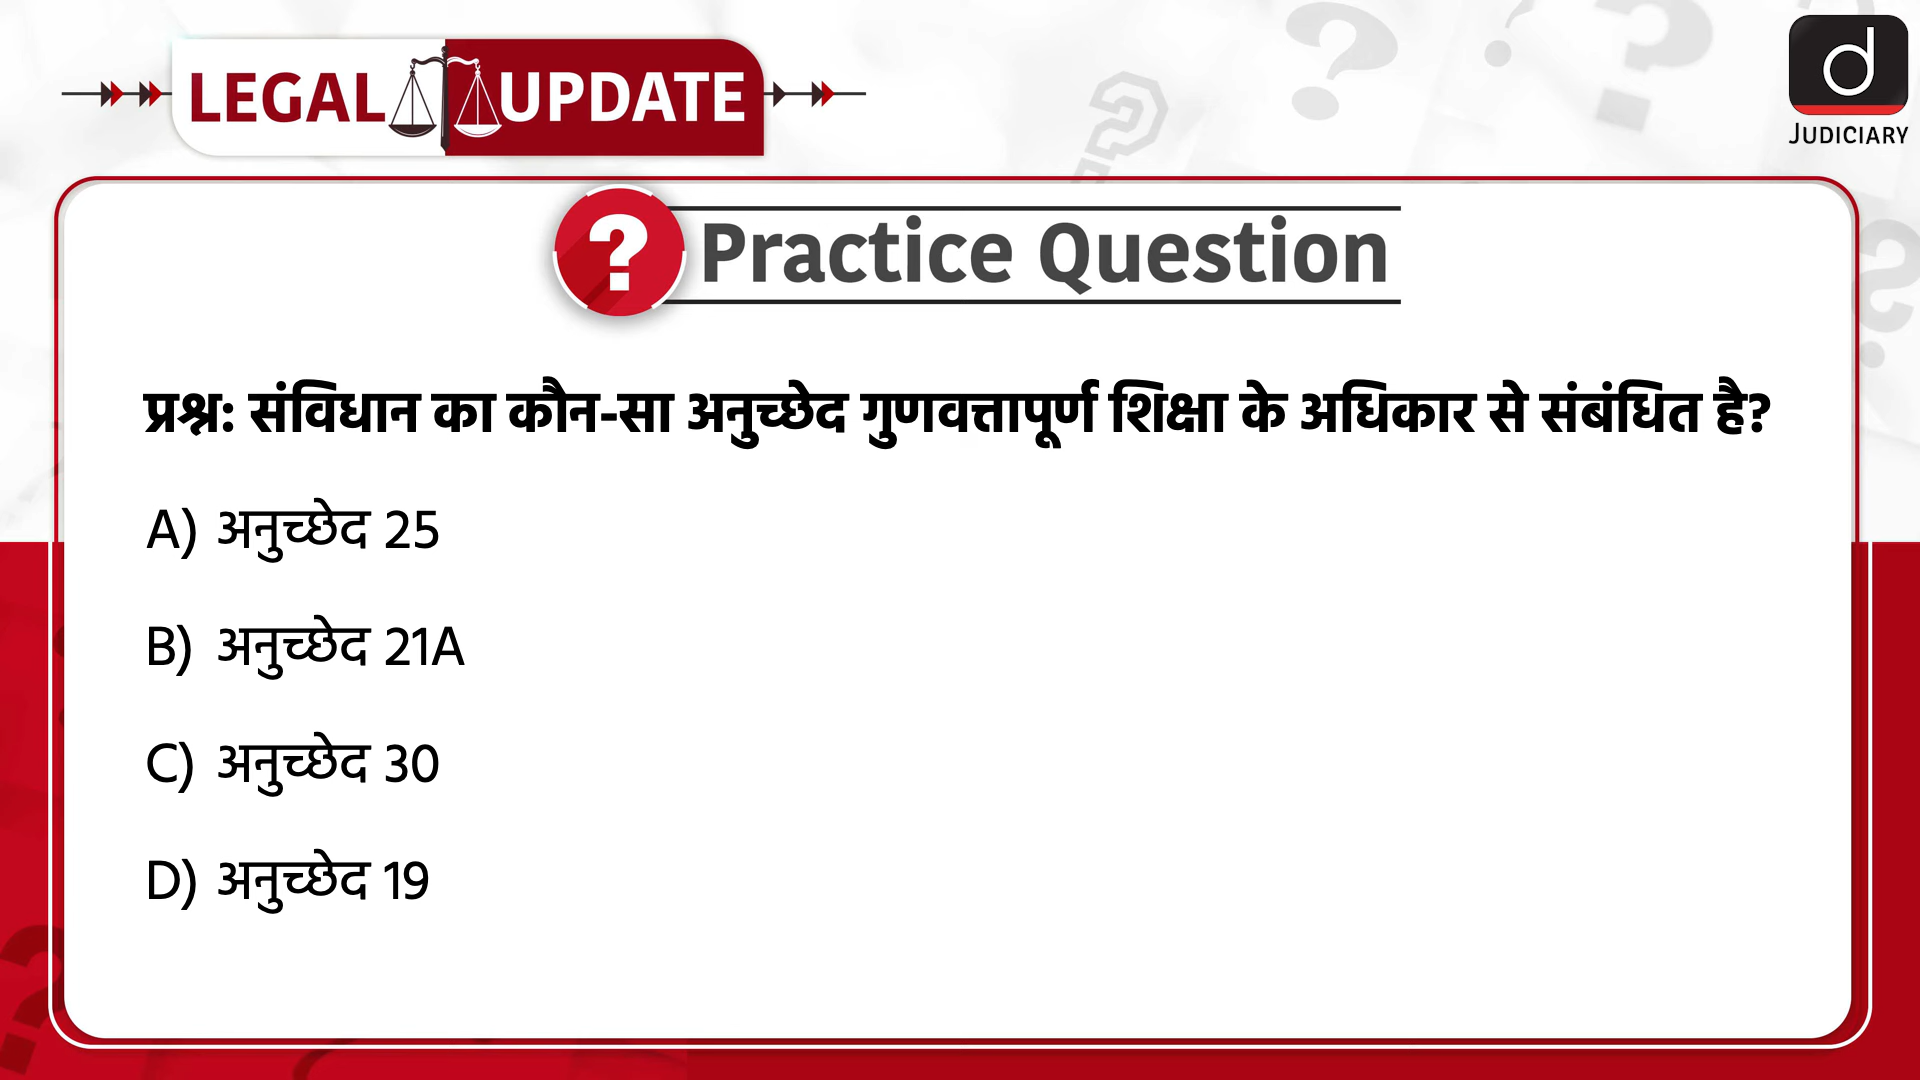 LEGAL UPDATE
d
JUDICIARY
? Practice Question
प्रश्न: संविधान का कौन-सा अनुच्छेद गुणवत्तापूर्ण शिक्षा के अधिकार से संबंधित है?
A) अनुच्छेद 25
B) अनुच्छेद 21A
C) अनुच्छेद 30
D) अनुच्छेद 19